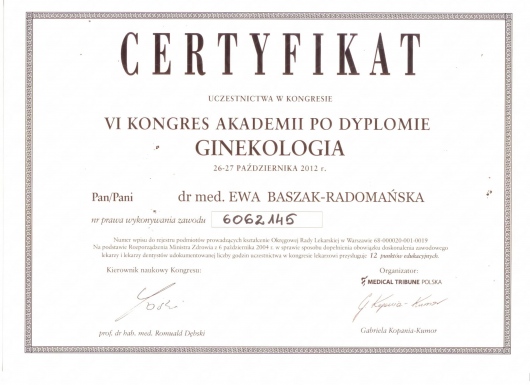 CERTYFIKAT
UCZESTNICTWA W KONGRESIE
VI KONGRES AKADEMII PO DYPLOMIE
GINEKOLOGIA
26-27 PAŹDZIERNIKA 2012 r.
Pan/Pani dr med. EWA BASZAK-RADOMAŃSKA
nr prawa wykonywania zawodu 6062145
Numer wpisu do rejestru podmiotów prowadzących kształcenie Okręgowej Rady Lekarskiej w Warszawie 68-000020-001-0019
Na podstawie Rozporządzenia Ministra Zdrowia z 6 października 2004 r. w sprawie sposobu dopełnienia obowiązku doskonalenia zawodowego
lekarzy i lekarzy dentystów udokumentowanej liczby godzin uczestnictwa w kongresie lekarzowi przysługuje 12 punktów edukacyjnych.
Kierownik naukowy Kongresu: Organizator:
MEDICAL TRIBUNE POLSKA
G Kopania-Kumor
prof. dr hab. med. Romuald Dębski Gabriela Kopania-Kumor